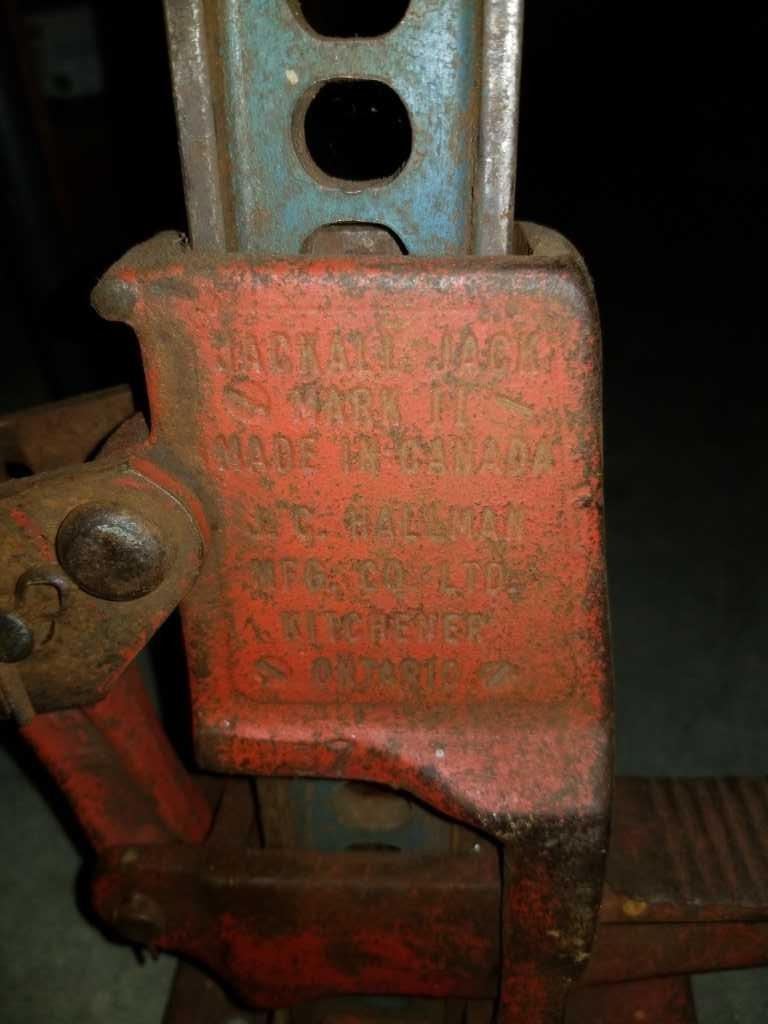 JACKALL JACK
MARK II
MADE IN CANADA
J.C. HALLMAN
MFG. CO. LTD.
KITCHENER
ONTARIO